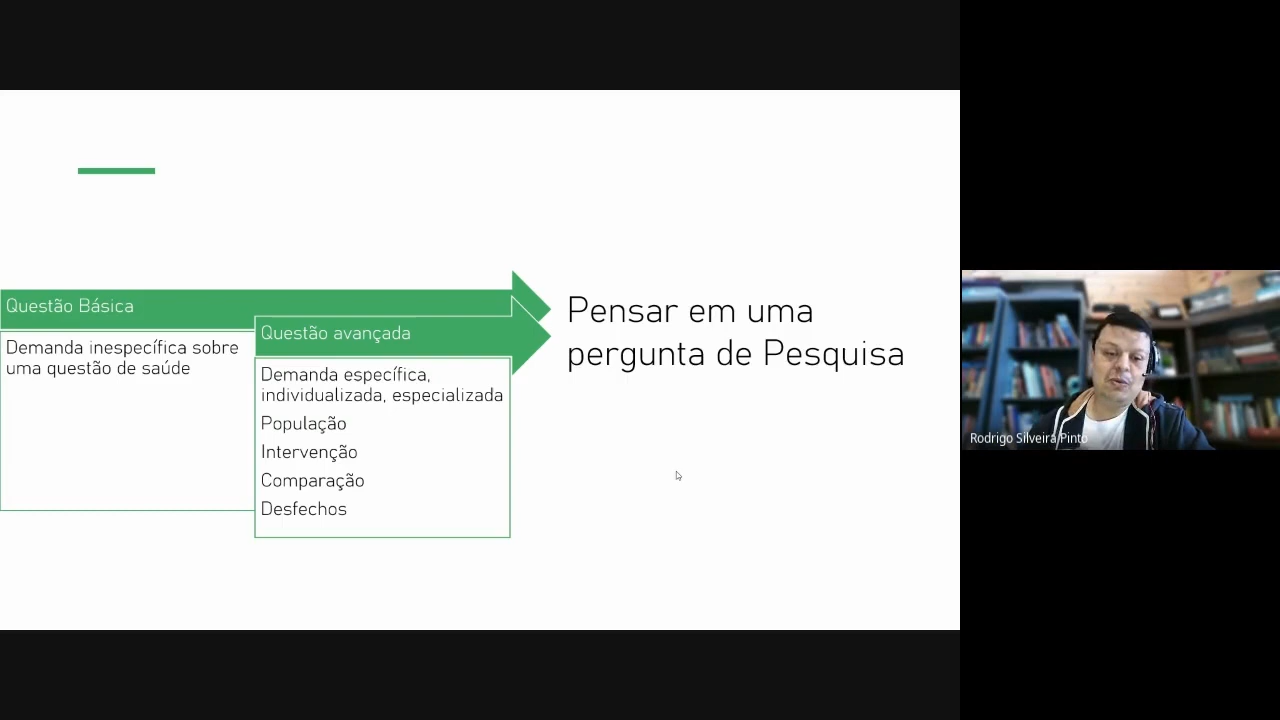 Questão Básica
Demanda inespecífica sobre
uma questão de saúde
Questão avançada
Demanda específica,
individualizada, especializada
População
Intervenção
Comparação
Desfechos
Pensar em uma
pergunta de Pesquisa
Rodrigo Silveira Pinto